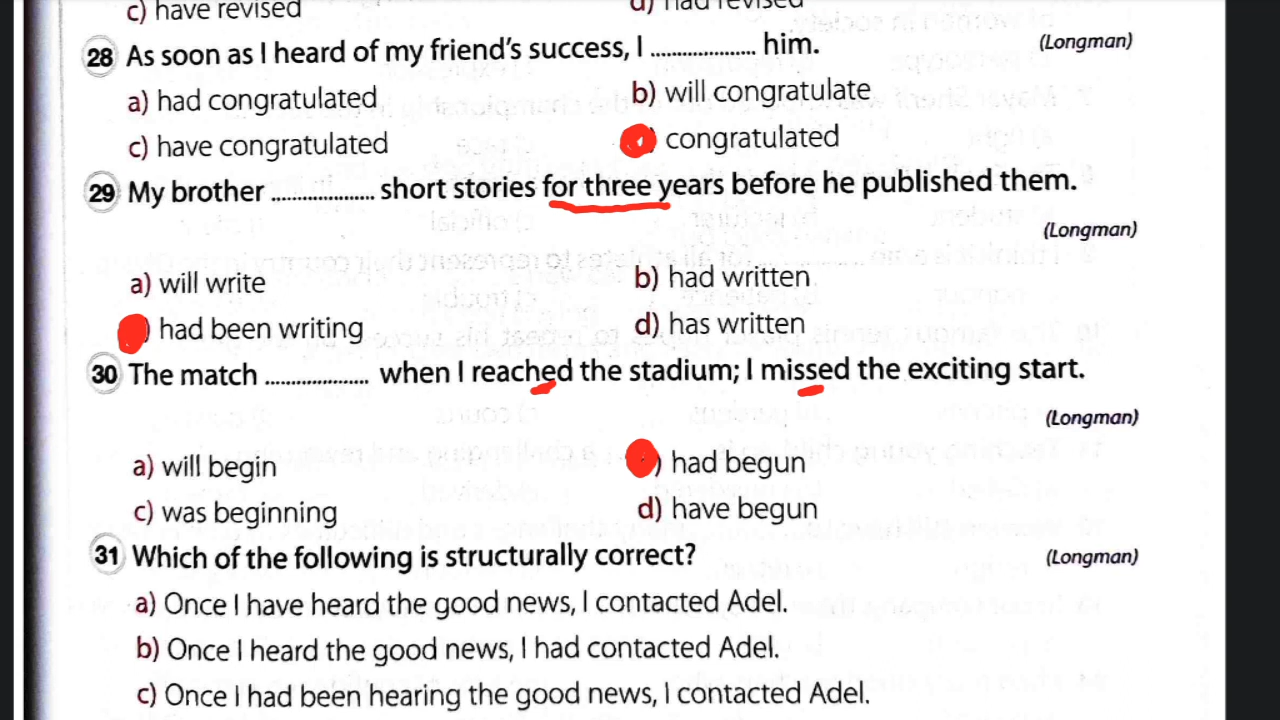 c) have revised d) had revised
28 As soon as I heard of my friend's success, I .................... him. (Longman)
a) had congratulated b) will congratulate
c) have congratulated congratulated
29 My brother .................... short stories for three years before he published them.
(Longman)
a) will write b) had written
) had been writing d) has written
30 The match .................... when I reached the stadium; I missed the exciting start.
(Longman)
a) will begin ) had begun
c) was beginning d) have begun
31 Which of the following is structurally correct? (Longman)
a) Once I have heard the good news, I contacted Adel.
b) Once I heard the good news, I had contacted Adel.
c) Once I had been hearing the good news, I contacted Adel.